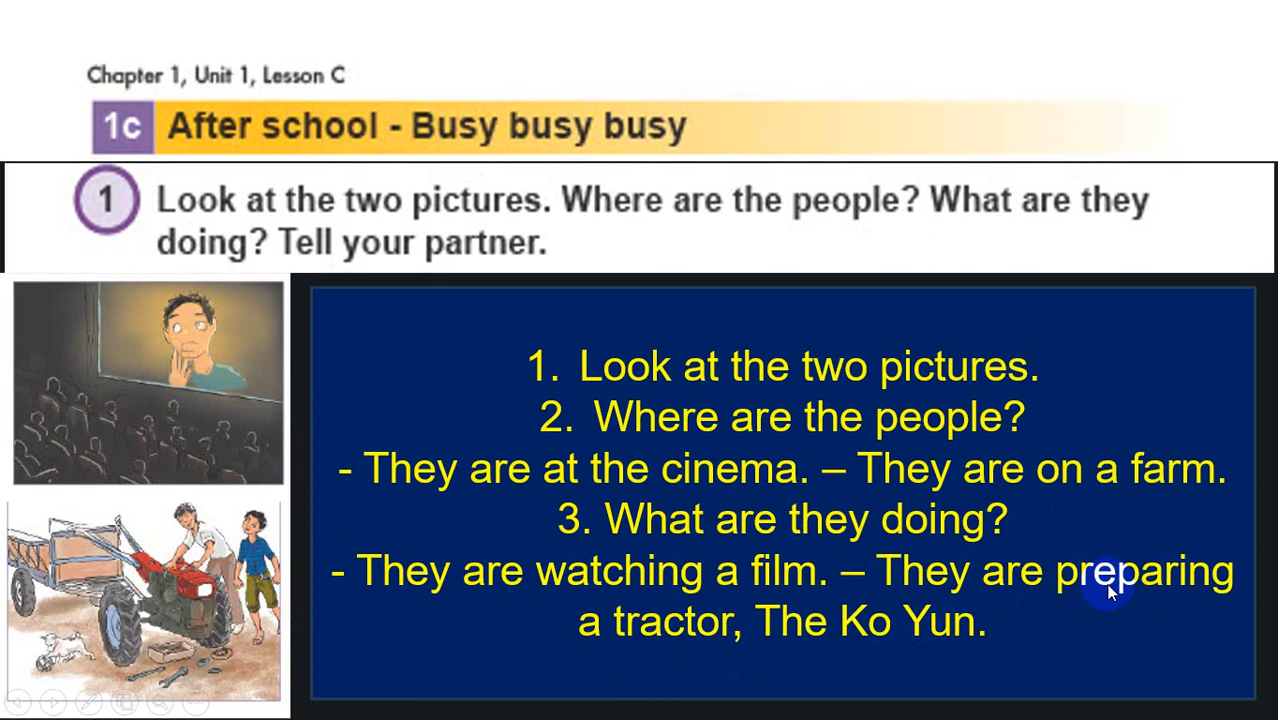 Chapter 1, Unit 1, Lesson C
1c After school - Busy busy busy
1 Look at the two pictures. Where are the people? What are they
doing? Tell your partner.
1. Look at the two pictures.
2. Where are the people?
- They are at the cinema. – They are on a farm.
3. What are they doing?
- They are watching a film. – They are preparing
a tractor, The Ko Yun.